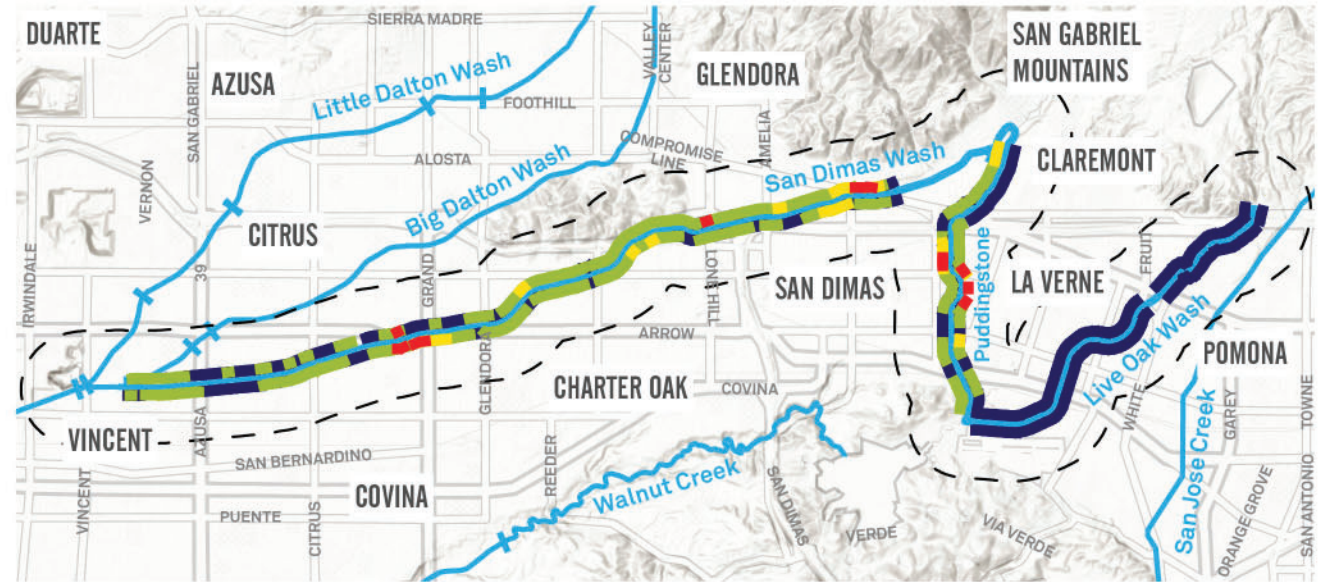 DUARTE
SIERRA MADRE
AZUSA
SAN GABRIEL
Little Dalton Wash
FOOTHILL
VALLEY
CENTER
GLENDORA
SAN GABRIEL
MOUNTAINS
VERNON
ALOSTA
COMPROMISE
LINE
AMELIA
San Dimas Wash
CLAREMONT
Big Dalton Wash
CITRUS
IRWINDALE
39
GRAND
LONE HILL
SAN DIMAS
Puddingstone
LA VERNE
FRUIT
ARROW
GLENDORA
CHARTER OAK
COVINA
Live Oak Wash
POMONA
VINCENT
AZUSA
SAN BERNARDINO
WHITE
GAREY
TOWNE
VINCENT
PUENTE
CITRUS
COVINA
REEDER
Walnut Creek
SAN DIMAS
VERDE
VIA VERDE
San Jose Creek
ORANGE GROVE
SAN ANTONIO